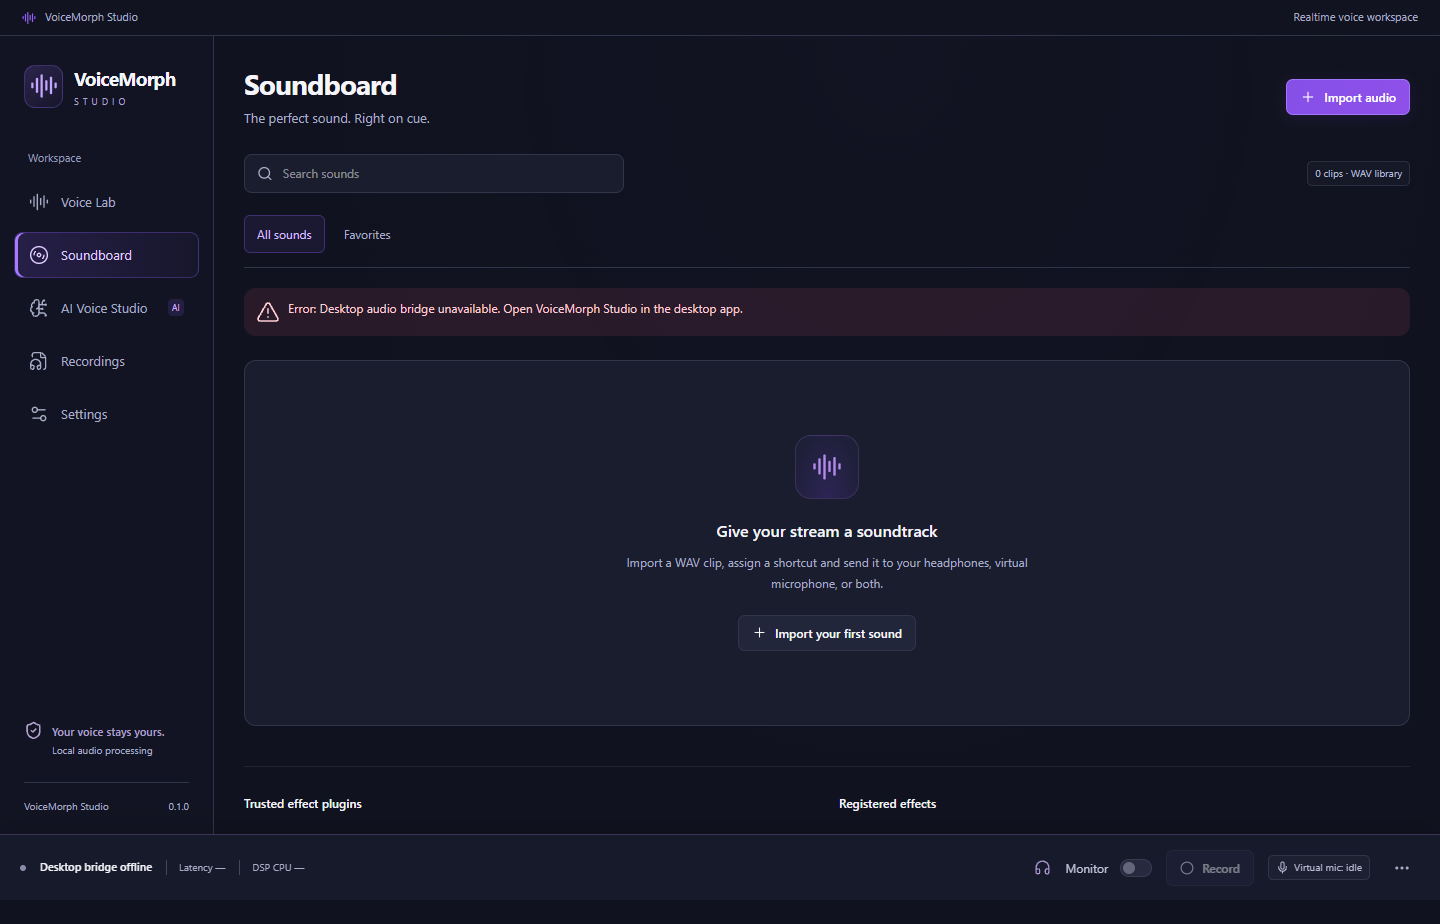 VoiceMorph Studio
Realtime voice workspace
VoiceMorph
STUDIO
Workspace
Voice Lab
Soundboard
AI Voice Studio
AI
Recordings
Settings
Your voice stays yours.
Local audio processing
VoiceMorph Studio
0.1.0
Soundboard
The perfect sound. Right on cue.
Import audio
Search sounds
0 clips · WAV library
All sounds
Favorites
Error: Desktop audio bridge unavailable. Open VoiceMorph Studio in the desktop app.
Give your stream a soundtrack
Import a WAV clip, assign a shortcut and send it to your headphones, virtual
microphone, or both.
Import your first sound
Trusted effect plugins
Registered effects
Desktop bridge offline
Latency —
DSP CPU —
Monitor
Record
Virtual mic: idle